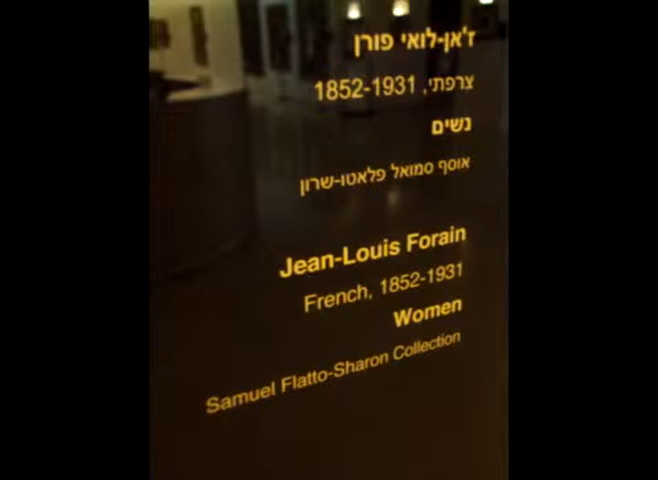 ז'אן-לואי פורן
צרפתי, 1852-1931
נשים
אוסף סמואל פלאטו-שרון
Jean-Louis Forain
French, 1852-1931
Women
Samuel Flatto-Sharon Collection